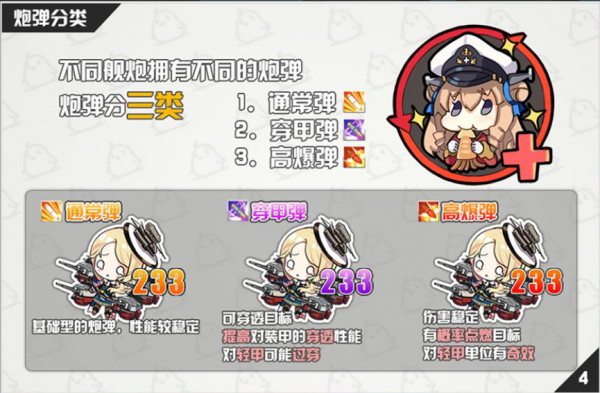 炮弹分类
不同舰炮拥有不同的炮弹
炮弹分三类
1. 通常弹
2. 穿甲弹
3. 高爆弹
通常弹
233
基础型的炮弹，性能较稳定
穿甲弹
233
可穿透目标
提高对装甲的穿透性能
对轻甲可能过穿
高爆弹
233
伤害稳定
有概率点燃目标
对轻甲单位有奇效
4